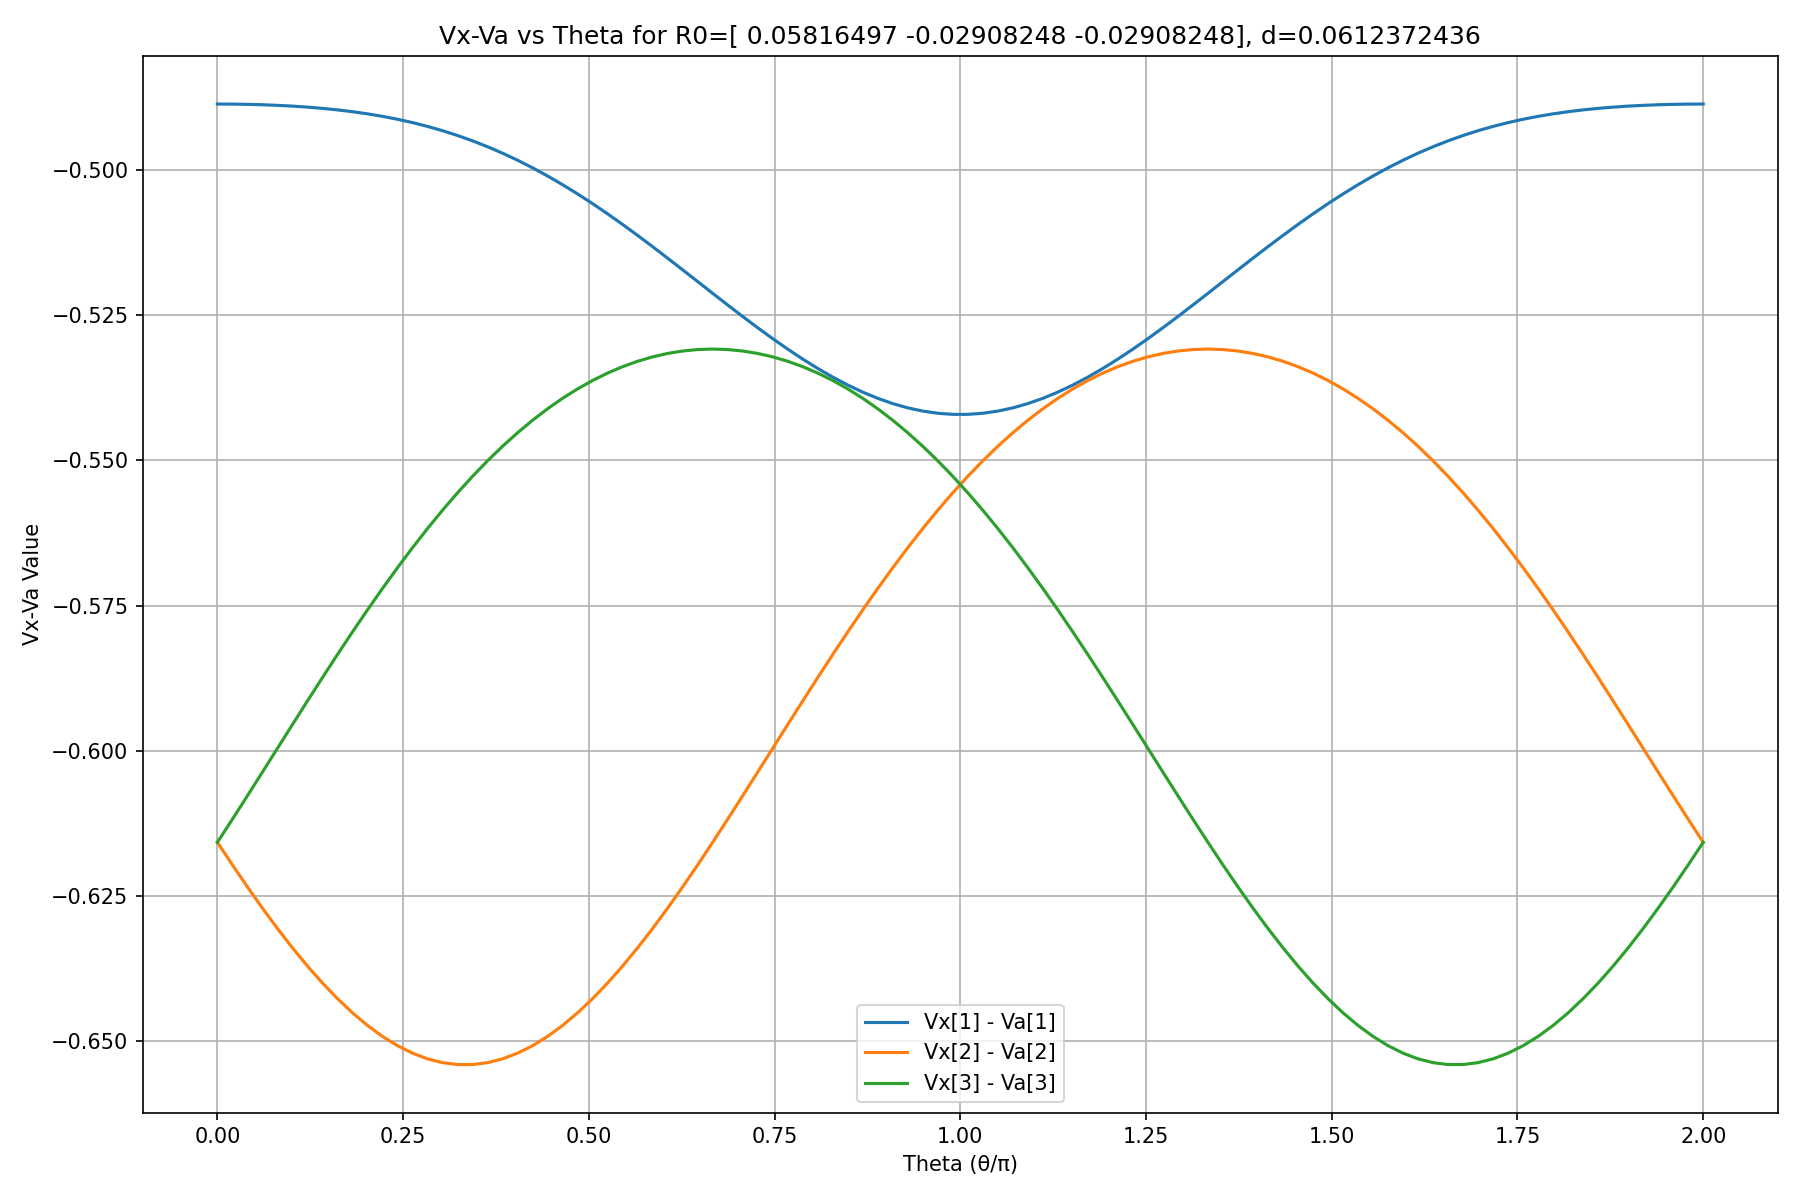 Vx-Va vs Theta for R0=[ 0.05816497 -0.02908248 -0.02908248], d=0.0612372436
−0.500
−0.525
−0.550
−0.575
−0.600
−0.625
−0.650
Vx-Va Value
Vx[1] - Va[1]
Vx[2] - Va[2]
Vx[3] - Va[3]
0.00 0.25 0.50 0.75 1.00 1.25 1.50 1.75 2.00
Theta (θ/π)